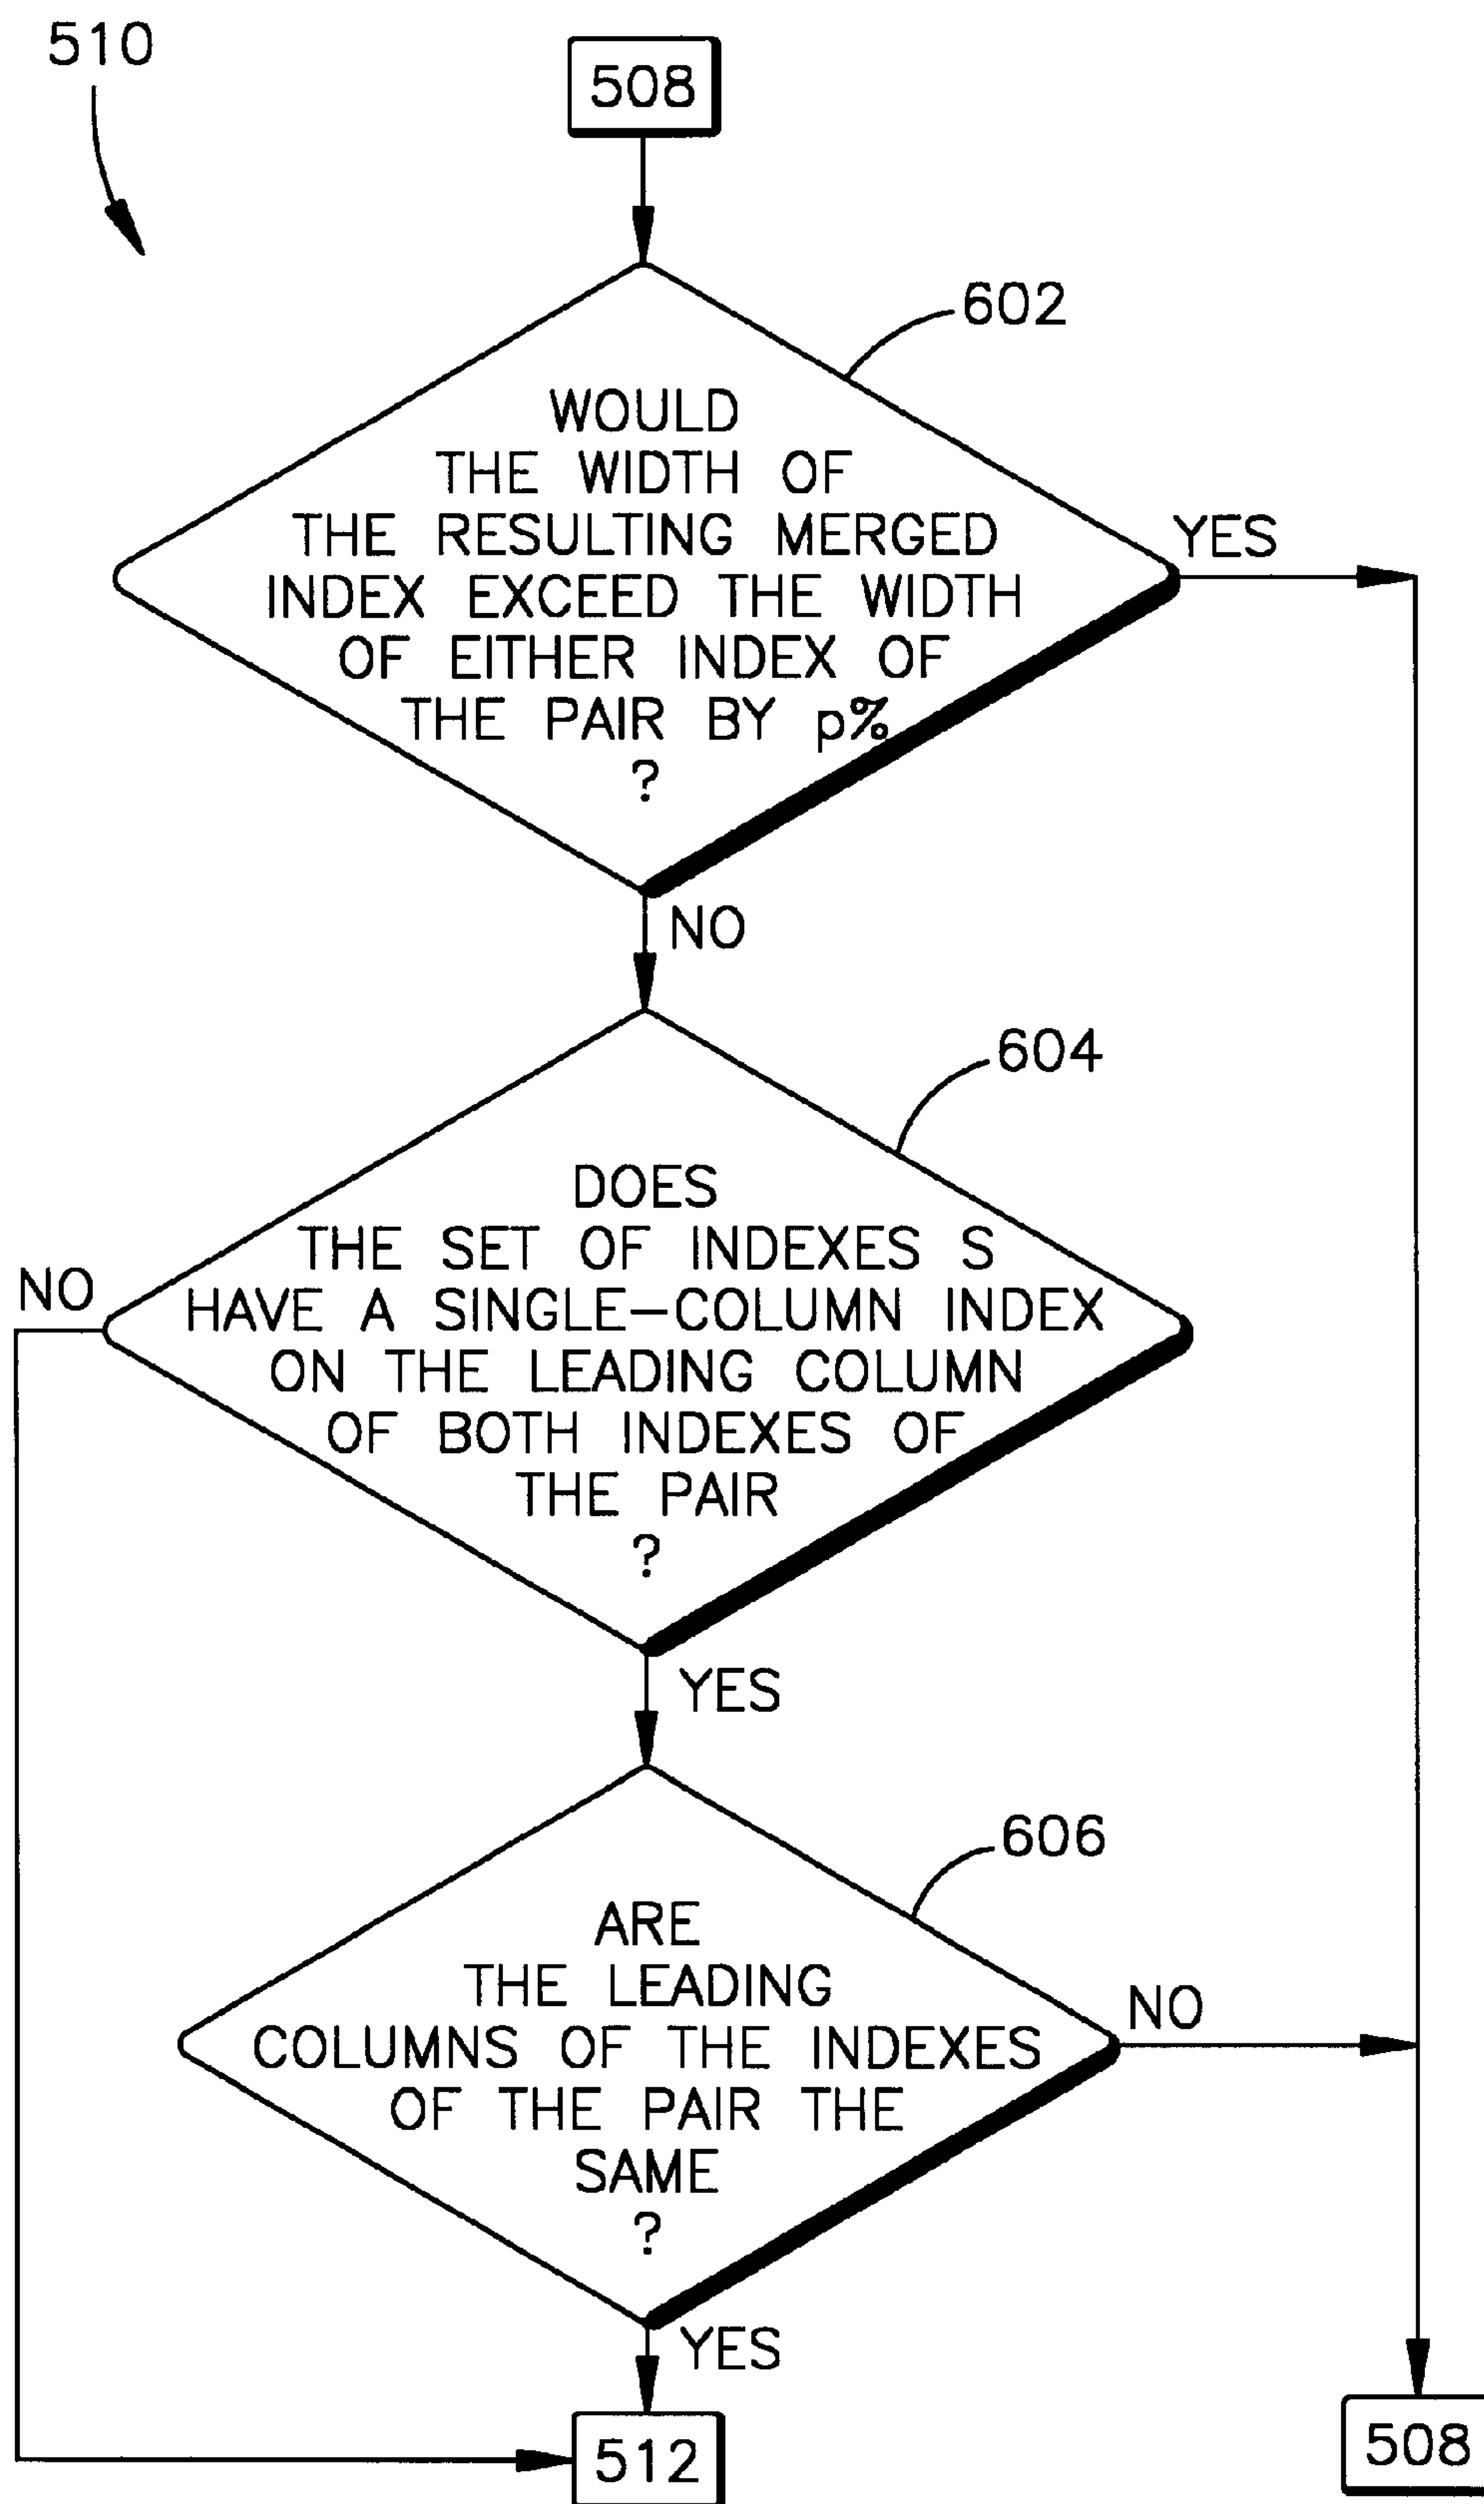 510
508
602
WOULD
THE WIDTH OF
THE RESULTING MERGED
INDEX EXCEED THE WIDTH
OF EITHER INDEX OF
THE PAIR BY p%
?
YES
NO
604
DOES
THE SET OF INDEXES S
HAVE A SINGLE-COLUMN INDEX
ON THE LEADING COLUMN
OF BOTH INDEXES OF
THE PAIR
?
NO
YES
606
ARE
THE LEADING
COLUMNS OF THE INDEXES
OF THE PAIR THE
SAME
?
NO
YES
512
508